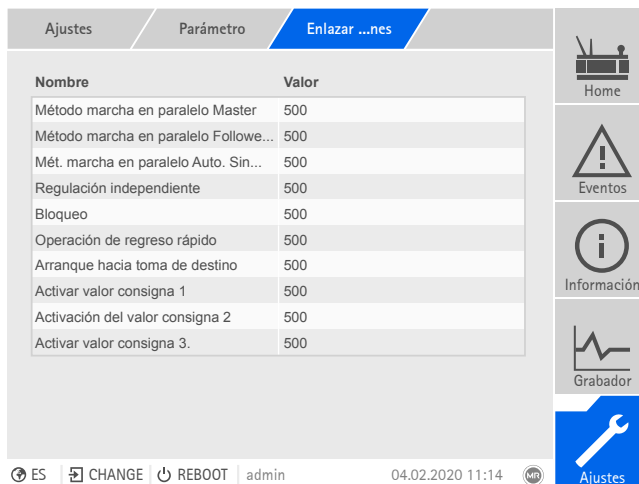 Ajustes
Parámetro
Enlazar ...nes
Nombre Valor
Método marcha en paralelo Master 500
Método marcha en paralelo Followe... 500
Mét. marcha en paralelo Auto. Sin... 500
Regulación independiente 500
Bloqueo 500
Operación de regreso rápido 500
Arranque hacia toma de destino 500
Activar valor consigna 1 500
Activación del valor consigna 2 500
Activar valor consigna 3. 500
Home
Eventos
Información
Grabador
Ajustes
ES CHANGE REBOOT admin 04.02.2020 11:14 MR